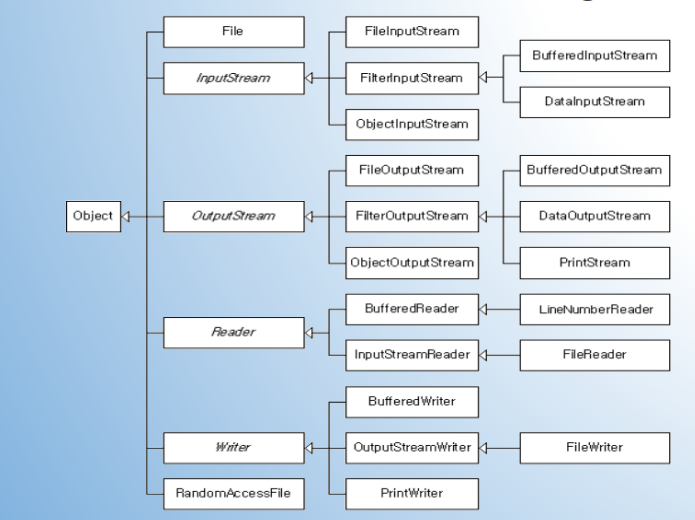 File
FileInputStream
BufferedInputStream
InputStream
FilterInputStream
DataInputStream
ObjectInputStream
FileOutputStream
BufferedOutputStream
Object
OutputStream
FilterOutputStream
DataOutputStream
ObjectOutputStream
PrintStream
BufferedReader
LineNumberReader
Reader
InputStreamReader
FileReader
BufferedWriter
Writer
OutputStreamWriter
FileWriter
RandomAccessFile
PrintWriter